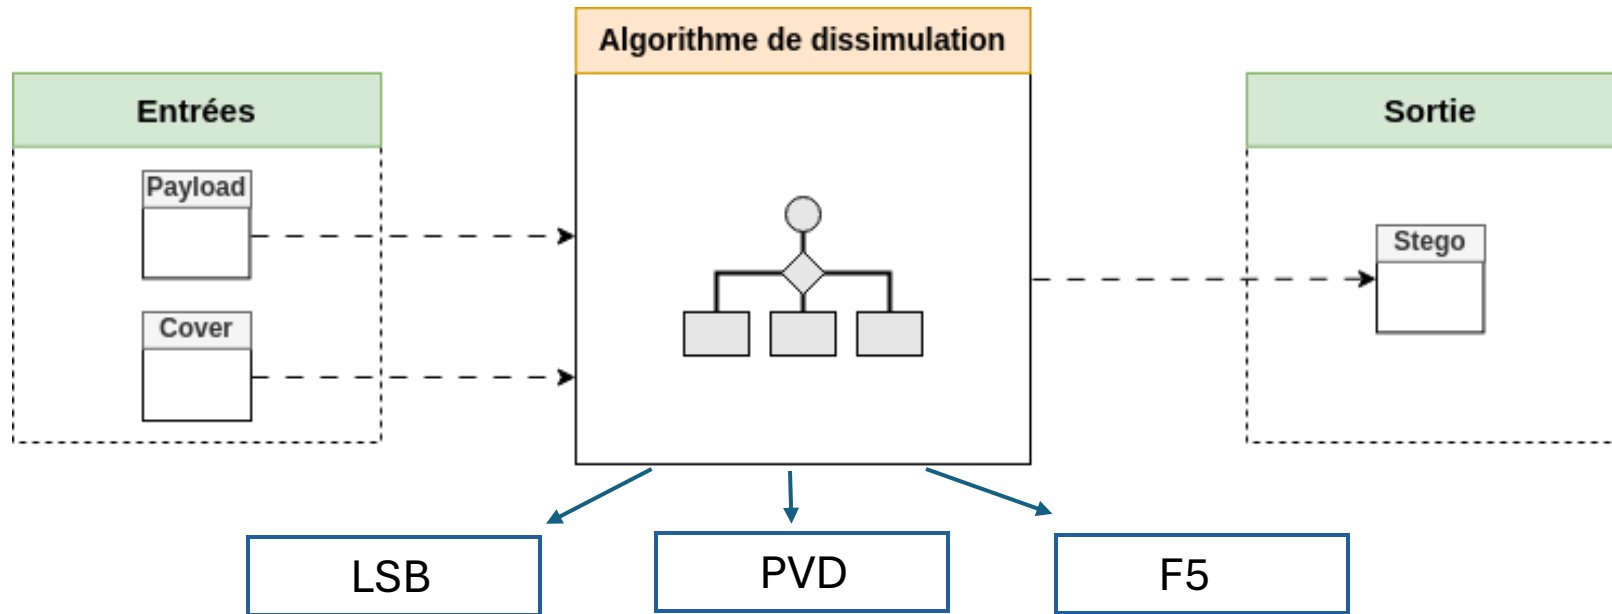 Algorithme de dissimulation
Entrées
Payload
Cover
Sortie
Stego
LSB
PVD
F5